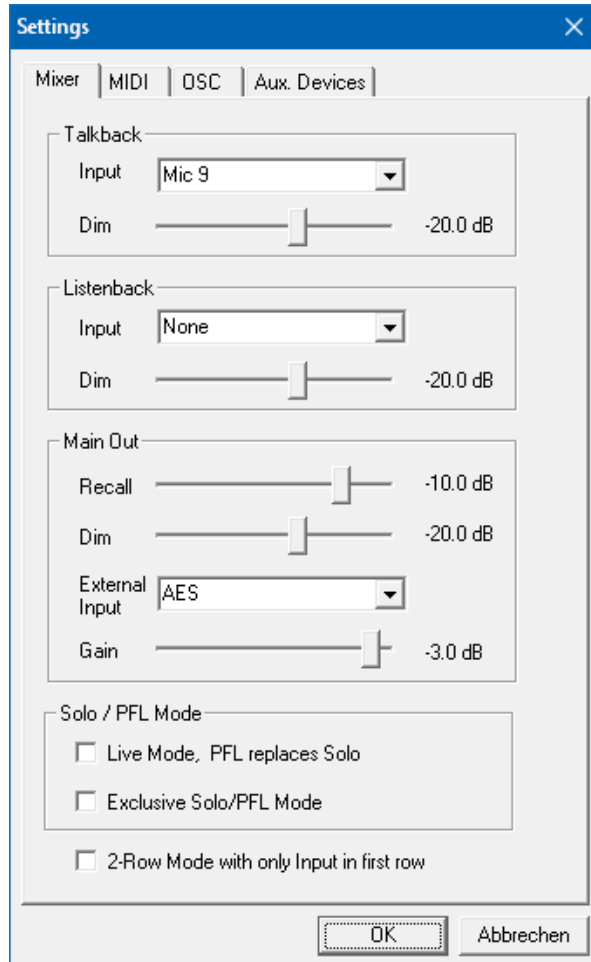 Settings
Mixer MIDI OSC Aux. Devices
Talkback
Input Mic 9
Dim -20.0 dB
Listenback
Input None
Dim -20.0 dB
Main Out
Recall -10.0 dB
Dim -20.0 dB
External
Input AES
Gain -3.0 dB
Solo / PFL Mode
Live Mode, PFL replaces Solo
Exclusive Solo/PFL Mode
2-Row Mode with only Input in first row
OK Abbrechen